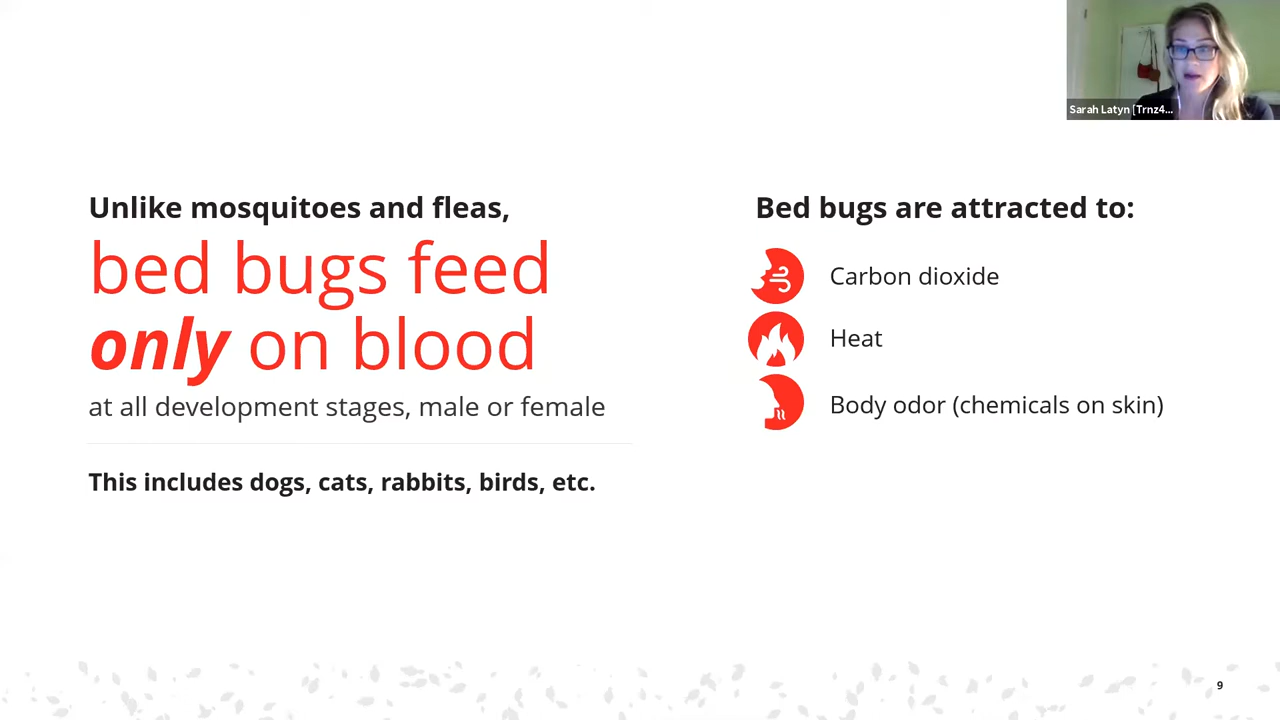 Sarah Latyn [Trnz4...
Unlike mosquitoes and fleas,
bed bugs feed
only on blood
at all development stages, male or female
This includes dogs, cats, rabbits, birds, etc.
Bed bugs are attracted to:
Carbon dioxide
Heat
Body odor (chemicals on skin)
9